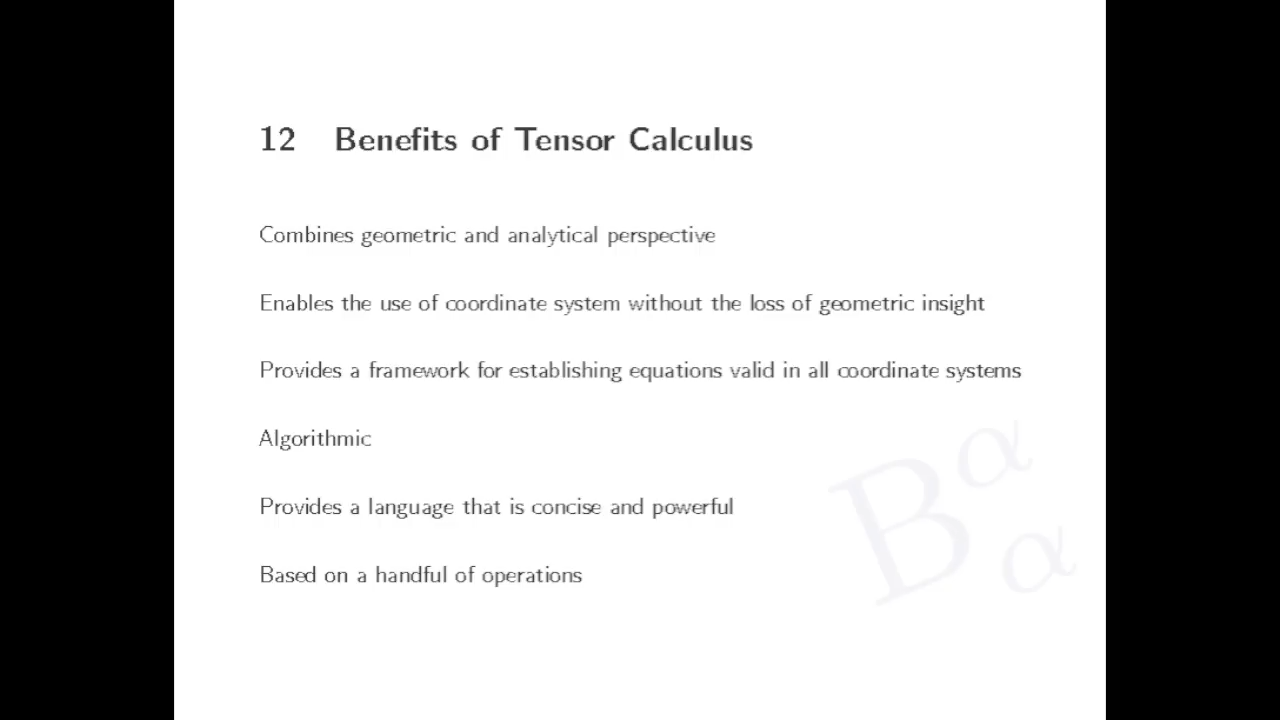 12 Benefits of Tensor Calculus
Combines geometric and analytical perspective
Enables the use of coordinate system without the loss of geometric insight
Provides a framework for establishing equations valid in all coordinate systems
Algorithmic
Provides a language that is concise and powerful
Based on a handful of operations
B^α_α